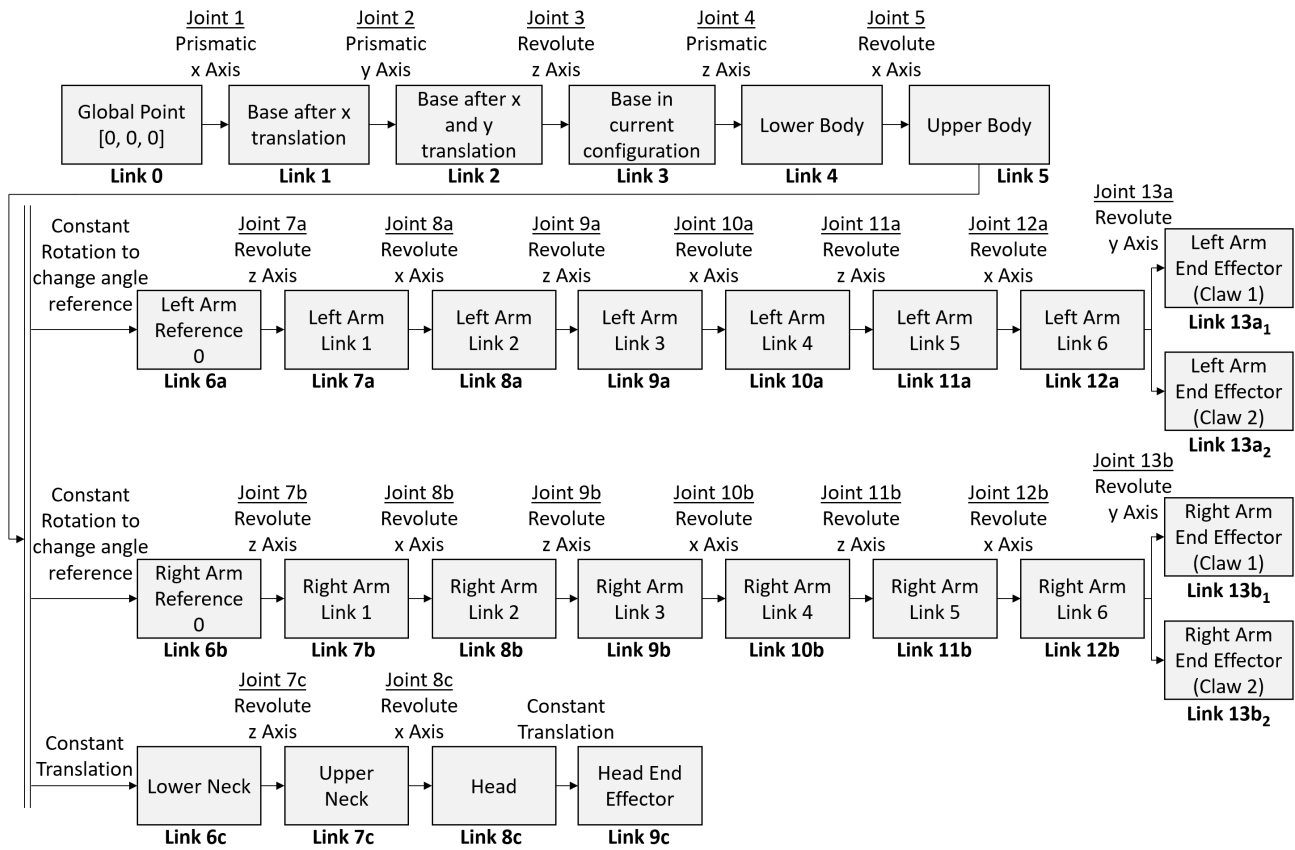 Joint 1
Prismatic
x Axis
Joint 2
Prismatic
y Axis
Joint 3
Revolute
z Axis
Joint 4
Prismatic
z Axis
Joint 5
Revolute
x Axis
Global Point
[0, 0, 0]
Link 0
Base after x
translation
Link 1
Base after x
and y
translation
Link 2
Base in
current
configuration
Link 3
Lower Body
Link 4
Upper Body
Link 5
Constant
Rotation to
change angle
reference
Joint 7a
Revolute
z Axis
Joint 8a
Revolute
x Axis
Joint 9a
Revolute
z Axis
Joint 10a
Revolute
x Axis
Joint 11a
Revolute
z Axis
Joint 12a
Revolute
x Axis
Joint 13a
Revolute
y Axis
Left Arm
Reference
0
Link 6a
Left Arm
Link 1
Link 7a
Left Arm
Link 2
Link 8a
Left Arm
Link 3
Link 9a
Left Arm
Link 4
Link 10a
Left Arm
Link 5
Link 11a
Left Arm
Link 6
Link 12a
Left Arm
End Effector
(Claw 1)
Link 13a1
Left Arm
End Effector
(Claw 2)
Link 13a2
Constant
Rotation to
change angle
reference
Joint 7b
Revolute
z Axis
Joint 8b
Revolute
x Axis
Joint 9b
Revolute
z Axis
Joint 10b
Revolute
x Axis
Joint 11b
Revolute
z Axis
Joint 12b
Revolute
x Axis
Joint 13b
Revolute
y Axis
Right Arm
Reference
0
Link 6b
Right Arm
Link 1
Link 7b
Right Arm
Link 2
Link 8b
Right Arm
Link 3
Link 9b
Right Arm
Link 4
Link 10b
Right Arm
Link 5
Link 11b
Right Arm
Link 6
Link 12b
Right Arm
End Effector
(Claw 1)
Link 13b1
Right Arm
End Effector
(Claw 2)
Link 13b2
Constant
Translation
Joint 7c
Revolute
z Axis
Joint 8c
Revolute
x Axis
Constant
Translation
Lower Neck
Link 6c
Upper
Neck
Link 7c
Head
Link 8c
Head End
Effector
Link 9c